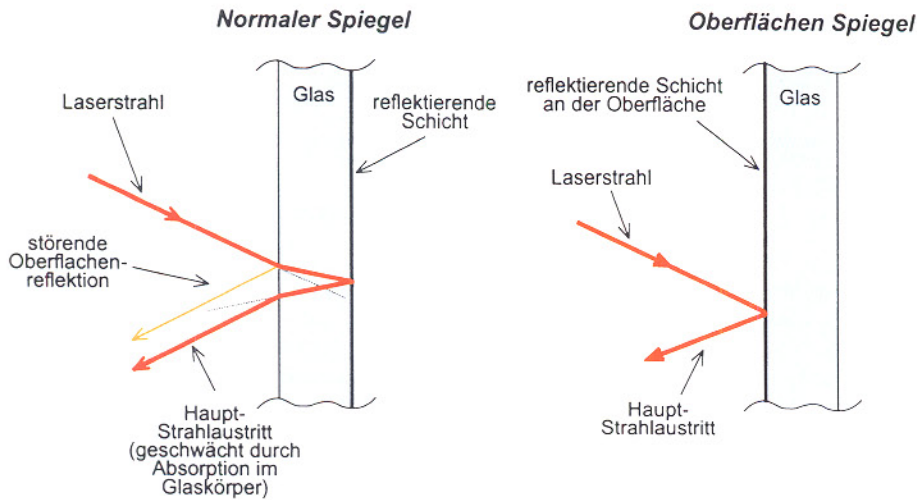 Normaler Spiegel
Laserstrahl
Glas
reflektierende
Schicht
störende
Oberflachen-
reflektion
Haupt-
Strahlaustritt
(geschwächt durch
Absorption im
Glaskörper)
Oberflächen Spiegel
reflektierende Schicht
an der Oberfläche
Glas
Laserstrahl
Haupt-
Strahlaustritt